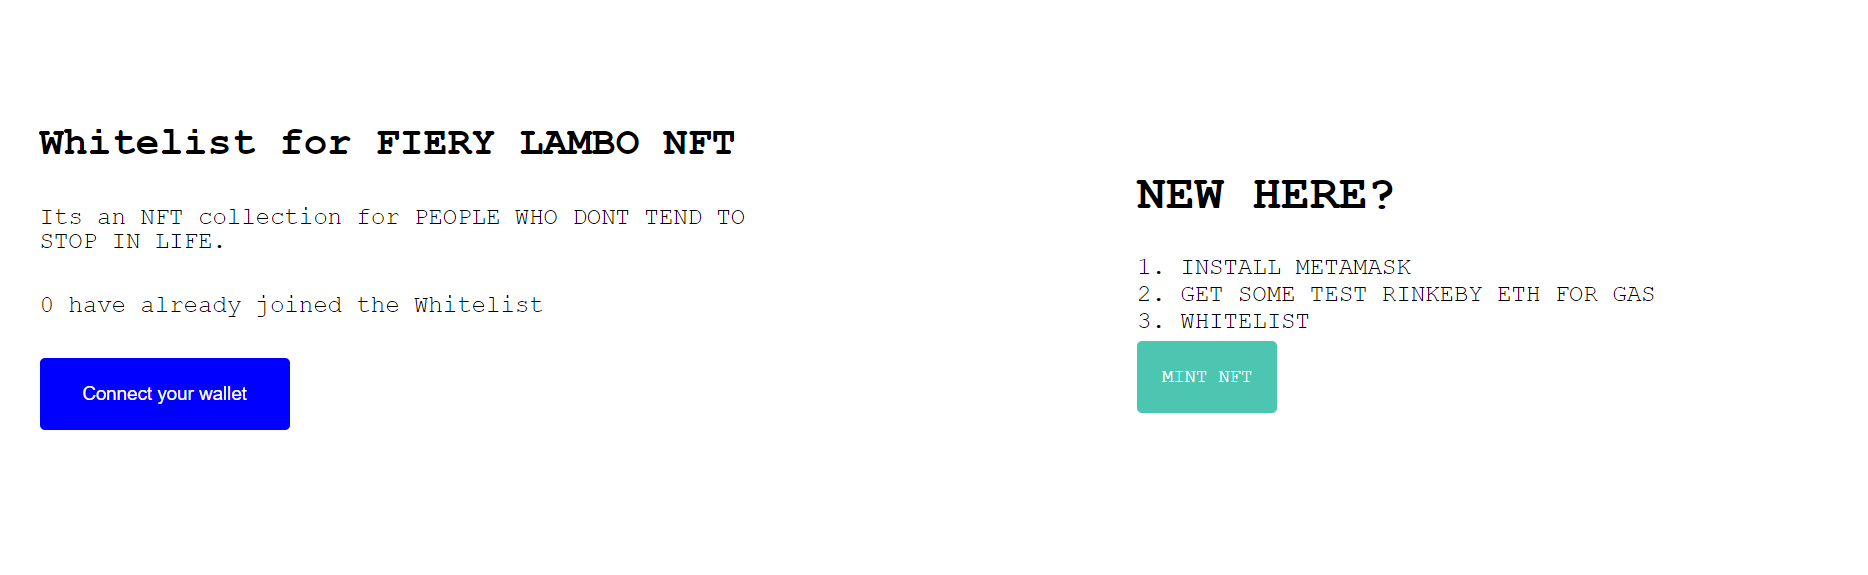 Whitelist for FIERY LAMBO NFT
Its an NFT collection for PEOPLE WHO DONT TEND TO
STOP IN LIFE.
0 have already joined the Whitelist
Connect your wallet
NEW HERE?
1. INSTALL METAMASK
2. GET SOME TEST RINKEBY ETH FOR GAS
3. WHITELIST
MINT NFT